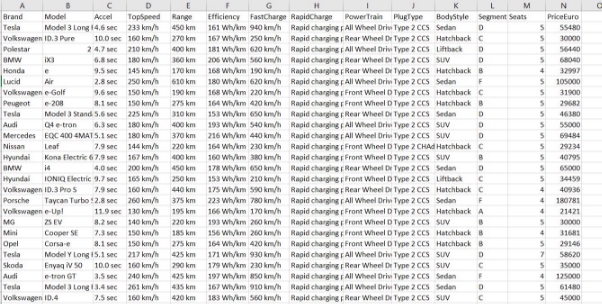 A B C D E F G H I J K L M N O
Brand Model Accel TopSpeed Range Efficiency FastCharge RapidCharge PowerTrain PlugType BodyStyle Segment Seats PriceEuro
Tesla Model 3 Long 4.6 sec 233 km/h 450 km 161 Wh/km 940 km/h Rapid charging All Wheel Driv Type 2 CCS Sedan D 5 55480
Volkswagen ID.3 Pure 10.0 sec 160 km/h 270 km 167 Wh/km 250 km/h Rapid charging Rear Wheel D Type 2 CCS Hatchback C 5 30000
Polestar 2 4.7 sec 210 km/h 400 km 181 Wh/km 620 km/h Rapid charging All Wheel Driv Type 2 CCS Liftback D 5 56440
BMW iX3 6.8 sec 180 km/h 360 km 206 Wh/km 560 km/h Rapid charging Rear Wheel D Type 2 CCS SUV D 5 68040
Honda e 9.5 sec 145 km/h 170 km 168 Wh/km 190 km/h Rapid charging Rear Wheel D Type 2 CCS Hatchback B 4 32997
Lucid Air 2.8 sec 250 km/h 610 km 180 Wh/km 620 km/h Rapid charging All Wheel Driv Type 2 CCS Sedan F 5 105000
Volkswagen e-Golf 9.6 sec 150 km/h 190 km 168 Wh/km 220 km/h Rapid charging Front Wheel D Type 2 CCS Hatchback C 5 31900
Peugeot e-208 8.1 sec 150 km/h 275 km 164 Wh/km 420 km/h Rapid charging Front Wheel D Type 2 CCS Hatchback B 5 29682
Tesla Model 3 Stand 5.6 sec 225 km/h 310 km 153 Wh/km 650 km/h Rapid charging Rear Wheel D Type 2 CCS Sedan D 5 46380
Audi Q4 e-tron 6.3 sec 180 km/h 400 km 193 Wh/km 540 km/h Rapid charging All Wheel Driv Type 2 CCS SUV D 5 55000
Mercedes EQC 400 4MAT 5.1 sec 180 km/h 370 km 216 Wh/km 440 km/h Rapid charging All Wheel Driv Type 2 CCS SUV D 5 69484
Nissan Leaf 7.9 sec 144 km/h 220 km 164 Wh/km 230 km/h Rapid charging Front Wheel D Type 2 CHAd Hatchback C 5 29234
Hyundai Kona Electric 6 7.9 sec 167 km/h 400 km 160 Wh/km 380 km/h Rapid charging Front Wheel D Type 2 CCS SUV B 5 40795
BMW i4 4.0 sec 200 km/h 450 km 178 Wh/km 650 km/h Rapid charging Rear Wheel D Type 2 CCS Sedan D 5 65000
Hyundai IONIQ Electric 9.7 sec 165 km/h 250 km 153 Wh/km 210 km/h Rapid charging Front Wheel D Type 2 CCS Liftback C 5 34459
Volkswagen ID.3 Pro S 7.9 sec 160 km/h 440 km 175 Wh/km 590 km/h Rapid charging Rear Wheel D Type 2 CCS Hatchback C 4 40936
Porsche Taycan Turbo 2.8 sec 260 km/h 375 km 223 Wh/km 780 km/h Rapid charging All Wheel Driv Type 2 CCS Sedan F 4 180781
Volkswagen e-Up! 11.9 sec 130 km/h 195 km 166 Wh/km 170 km/h Rapid charging Front Wheel D Type 2 CCS Hatchback A 4 21421
MG ZS EV 8.2 sec 140 km/h 220 km 193 Wh/km 260 km/h Rapid charging Front Wheel D Type 2 CCS SUV B 5 30000
Mini Cooper SE 7.3 sec 150 km/h 185 km 156 Wh/km 260 km/h Rapid charging Front Wheel D Type 2 CCS Hatchback B 4 31681
Opel Corsa-e 8.1 sec 150 km/h 275 km 164 Wh/km 420 km/h Rapid charging Front Wheel D Type 2 CCS Hatchback B 5 29146
Tesla Model Y Long 5.1 sec 217 km/h 425 km 171 Wh/km 930 km/h Rapid charging All Wheel Driv Type 2 CCS SUV D 7 58620
Skoda Enyaq iV 50 10.0 sec 160 km/h 290 km 179 Wh/km 230 km/h Rapid charging Rear Wheel D Type 2 CCS SUV C 5 35000
Audi e-tron GT 3.5 sec 240 km/h 425 km 197 Wh/km 850 km/h Rapid charging All Wheel Driv Type 2 CCS Sedan F 4 125000
Tesla Model 3 Long 3.4 sec 261 km/h 435 km 167 Wh/km 910 km/h Rapid charging All Wheel Driv Type 2 CCS Sedan D 5 61480
Volkswagen ID.4 7.5 sec 160 km/h 420 km 183 Wh/km 560 km/h Rapid charging Rear Wheel D Type 2 CCS SUV D 5 45000